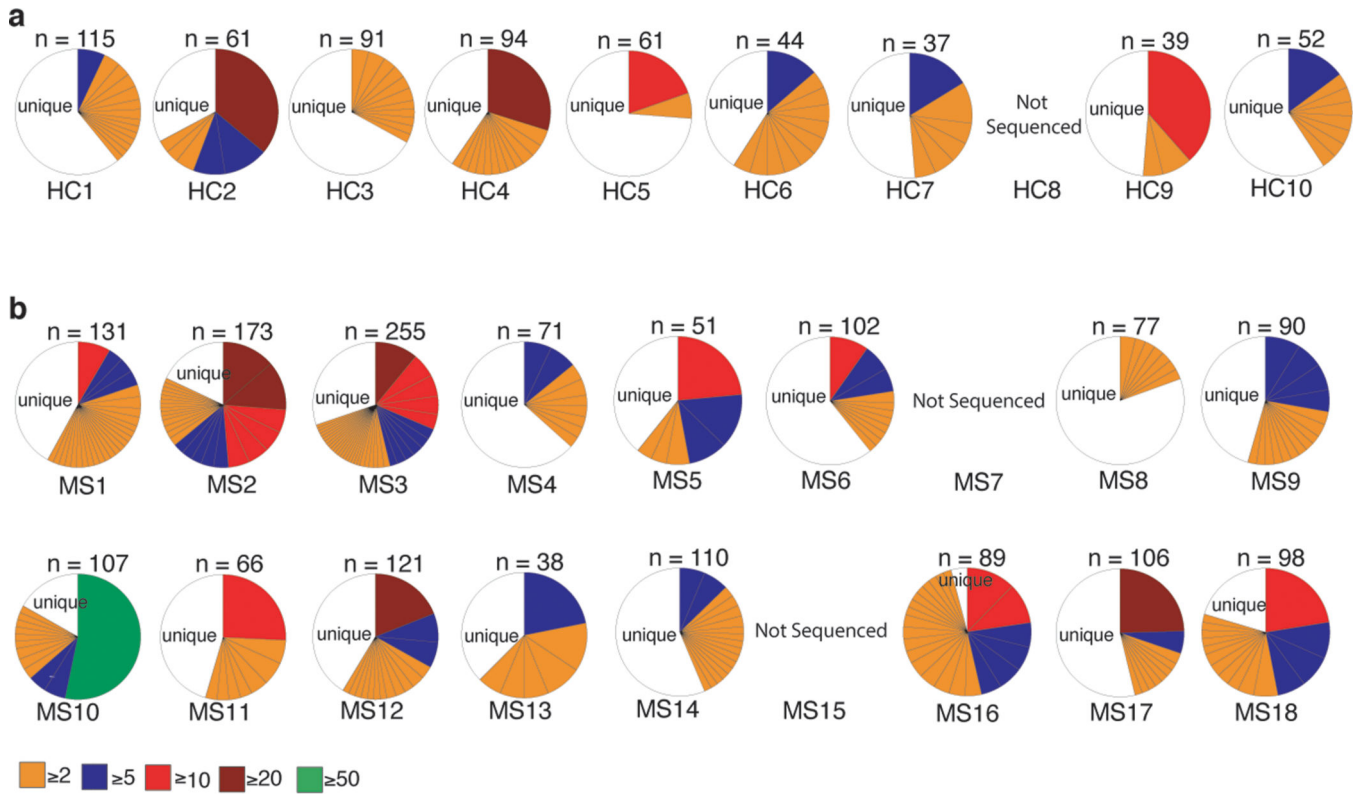 a
n = 115 n = 61 n = 91 n = 94 n = 61 n = 44 n = 37 n = 39 n = 52
unique unique unique unique unique unique unique Not Sequenced unique unique
HC1 HC2 HC3 HC4 HC5 HC6 HC7 HC8 HC9 HC10
b
n = 131 n = 173 n = 255 n = 71 n = 51 n = 102 n = 77 n = 90
unique unique unique unique unique unique Not Sequenced unique unique
MS1 MS2 MS3 MS4 MS5 MS6 MS7 MS8 MS9
n = 107 n = 66 n = 121 n = 38 n = 110 n = 89 n = 106 n = 98
unique unique unique unique unique Not Sequenced unique unique unique
MS10 MS11 MS12 MS13 MS14 MS15 MS16 MS17 MS18
≥2 ≥5 ≥10 ≥20 ≥50